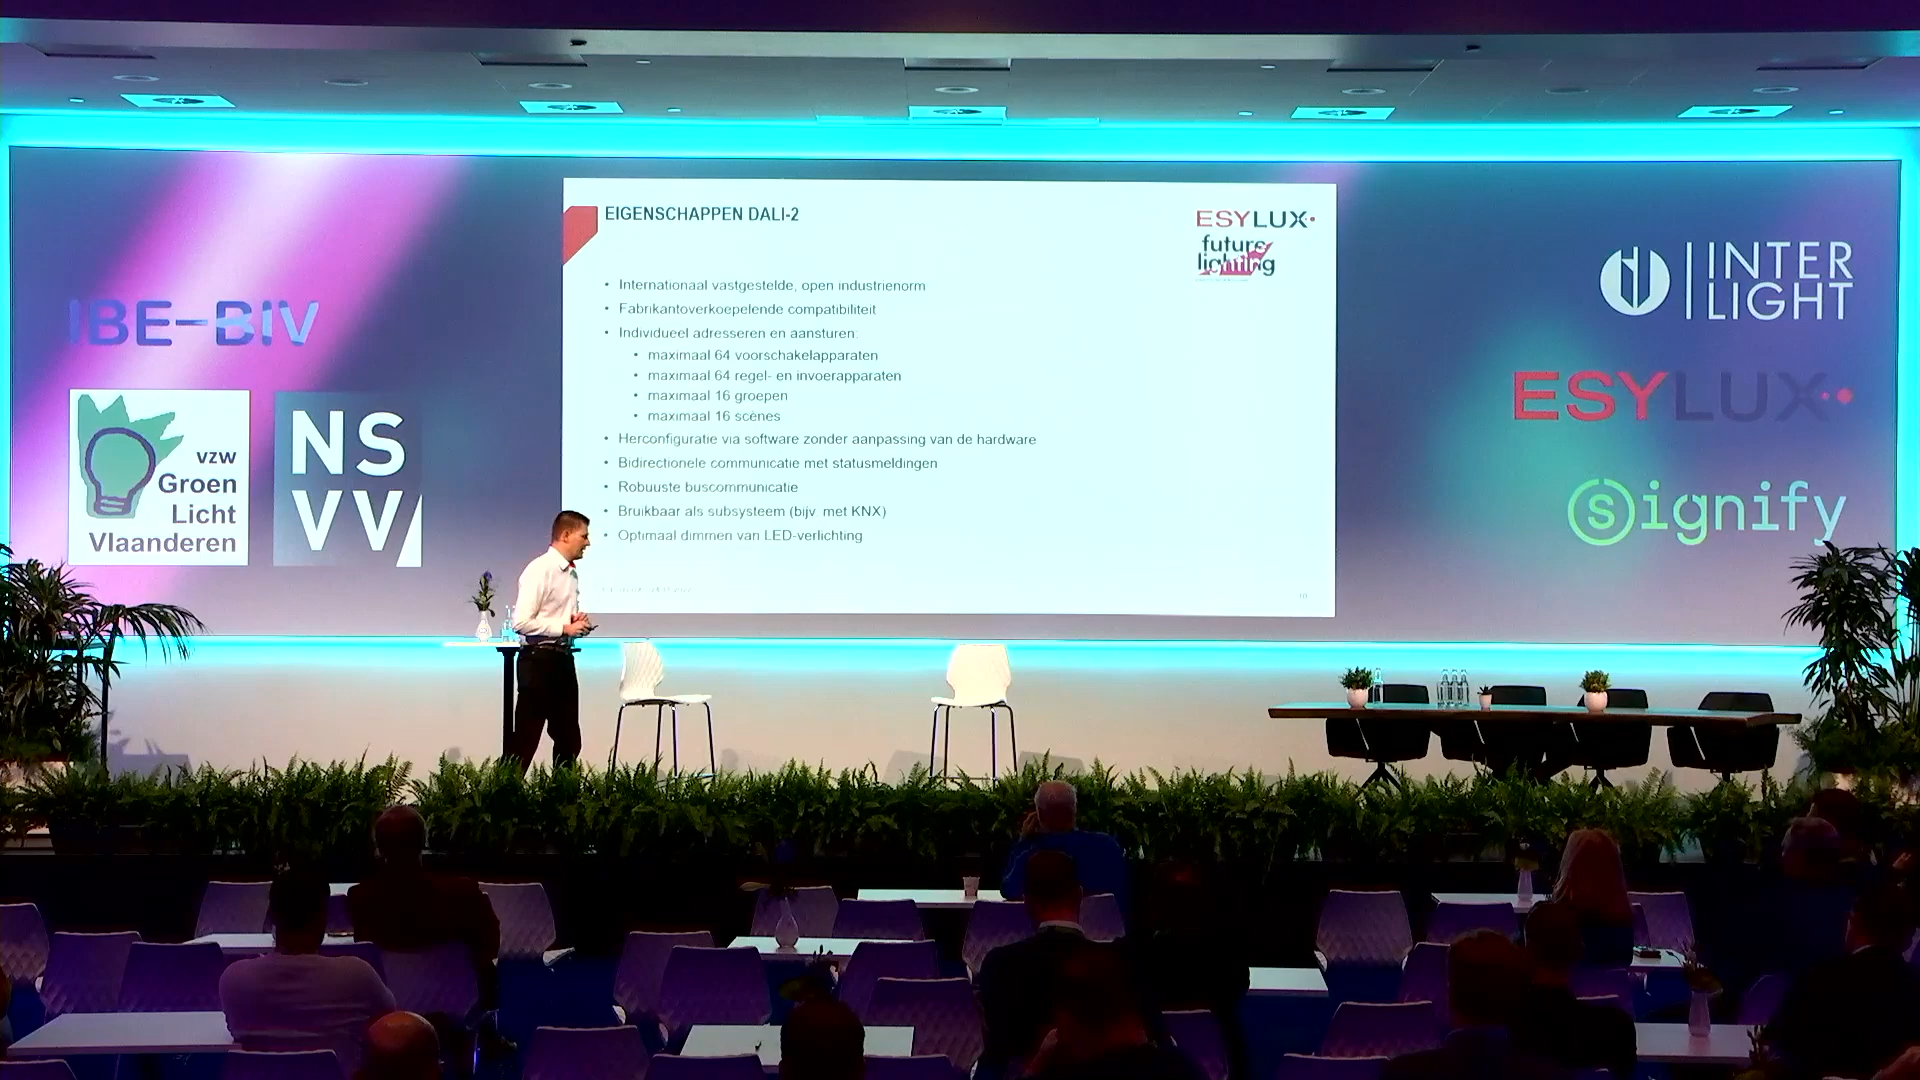 EIGENSCHAPPEN DALI-2
ESYLUX
future
lighting
• Internationaal vastgestelde, open industrienorm
• Fabrikantoverkoepelende compatibiliteit
• Individueel adresseren en aansturen:
• maximaal 64 voorschakelapparaten
• maximaal 64 regel- en invoerapparaten
• maximaal 16 groepen
• maximaal 16 scènes
• Herconfiguratie via software zonder aanpassing van de hardware
• Bidirectionele communicatie met statusmeldingen
• Robuuste buscommunicatie
• Bruikbaar als subsysteem (bijv. met KNX)
• Optimaal dimmen van LED-verlichting
10
IBE-BIV
vzw
Groen
Licht
Vlaanderen
NS
VV/
INTER
LIGHT
ESYLUX
signify